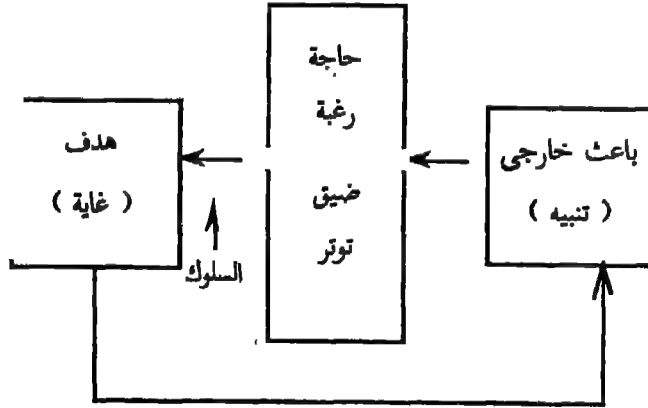 باعث خارجى
( تنبيه )
حاجة
رغبة
ضيق
توتر
السلوك
هدف
( غاية )